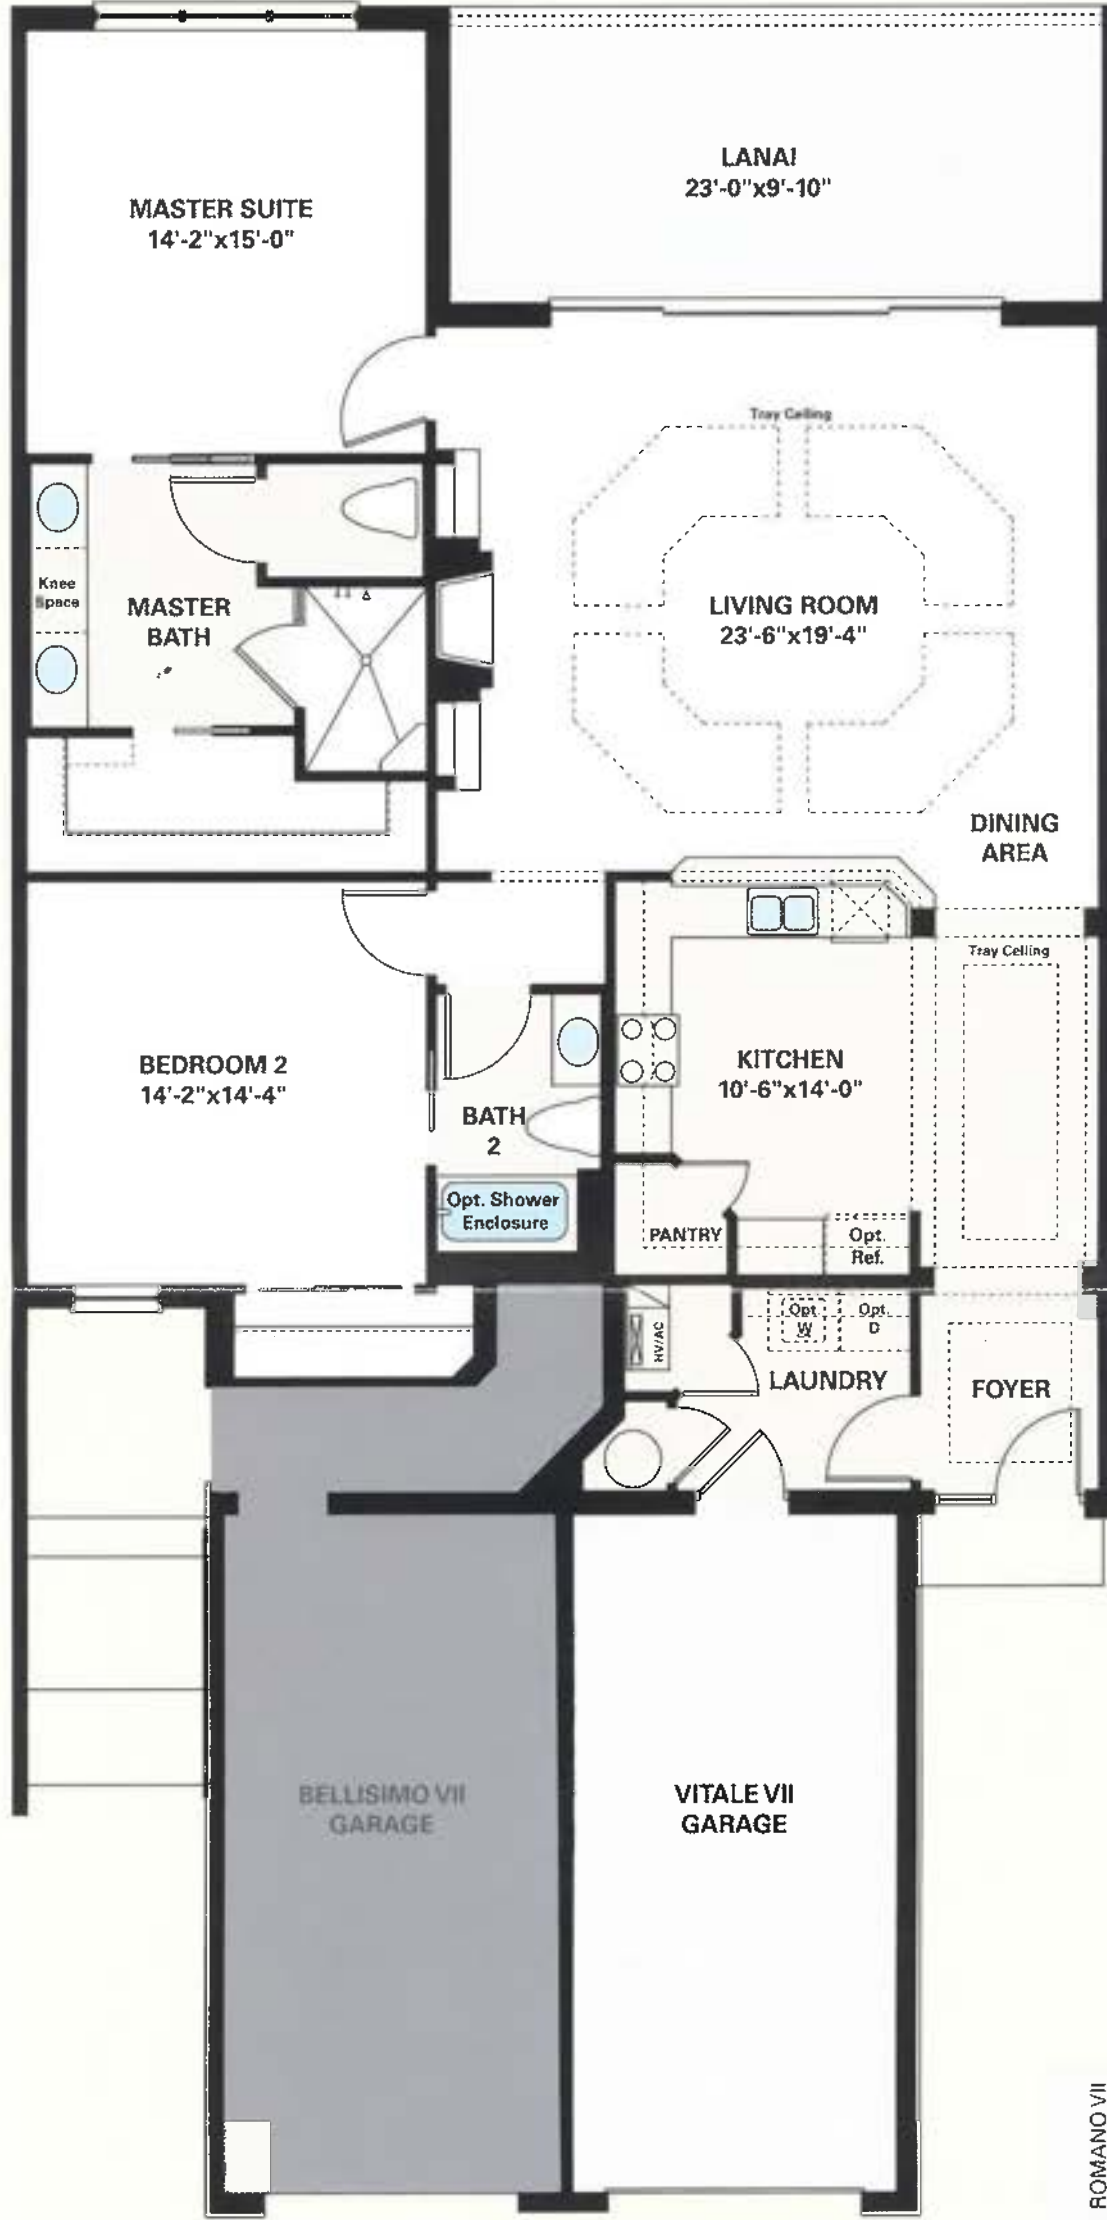 LANAI
23'-0"x9'-10"
MASTER SUITE
14'-2"x15'-0"
Tray Ceiling
Knee
Space
MASTER
BATH
LIVING ROOM
23'-6"x19'-4"
DINING
AREA
Tray Ceiling
BEDROOM 2
14'-2"x14'-4"
KITCHEN
10'-6"x14'-0"
BATH
2
Opt. Shower
Enclosure
PANTRY
Opt.
Ref.
HV/AC
Opt
W
Opt.
D
LAUNDRY
FOYER
BELLISIMO VII
GARAGE
VITALE VII
GARAGE
ROMANO VII